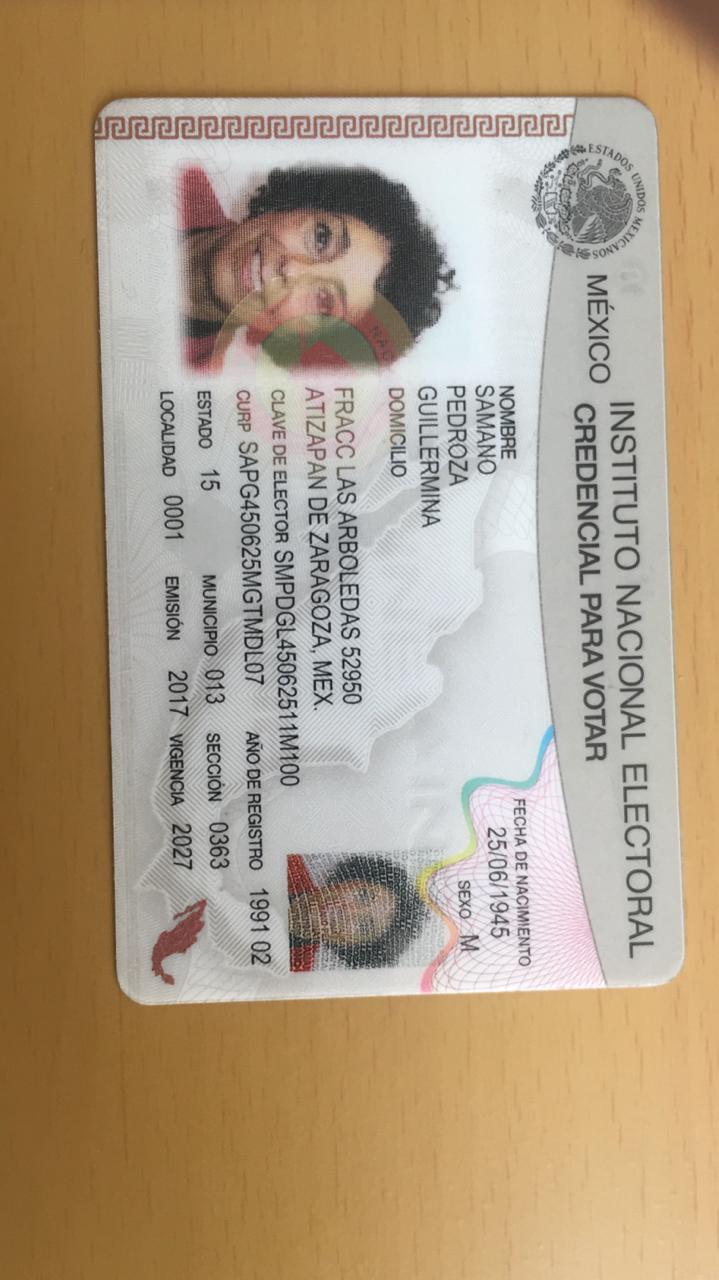 ESTADOS UNIDOS MEXICANOS
MÉXICO
INSTITUTO NACIONAL ELECTORAL
CREDENCIAL PARA VOTAR
FECHA DE NACIMIENTO
25/06/1945
SEXO M
NOMBRE
SAMANO
PEDROZA
GUILLERMINA
DOMICILIO
FRACC LAS ARBOLEDAS 52950
ATIZAPAN DE ZARAGOZA, MEX.
CLAVE DE ELECTOR SMPDGL45062511M100
CURP SAPG450625MGTMDL07 AÑO DE REGISTRO 1991 02
ESTADO 15 MUNICIPIO 013 SECCIÓN 0363
LOCALIDAD 0001 EMISIÓN 2017 VIGENCIA 2027